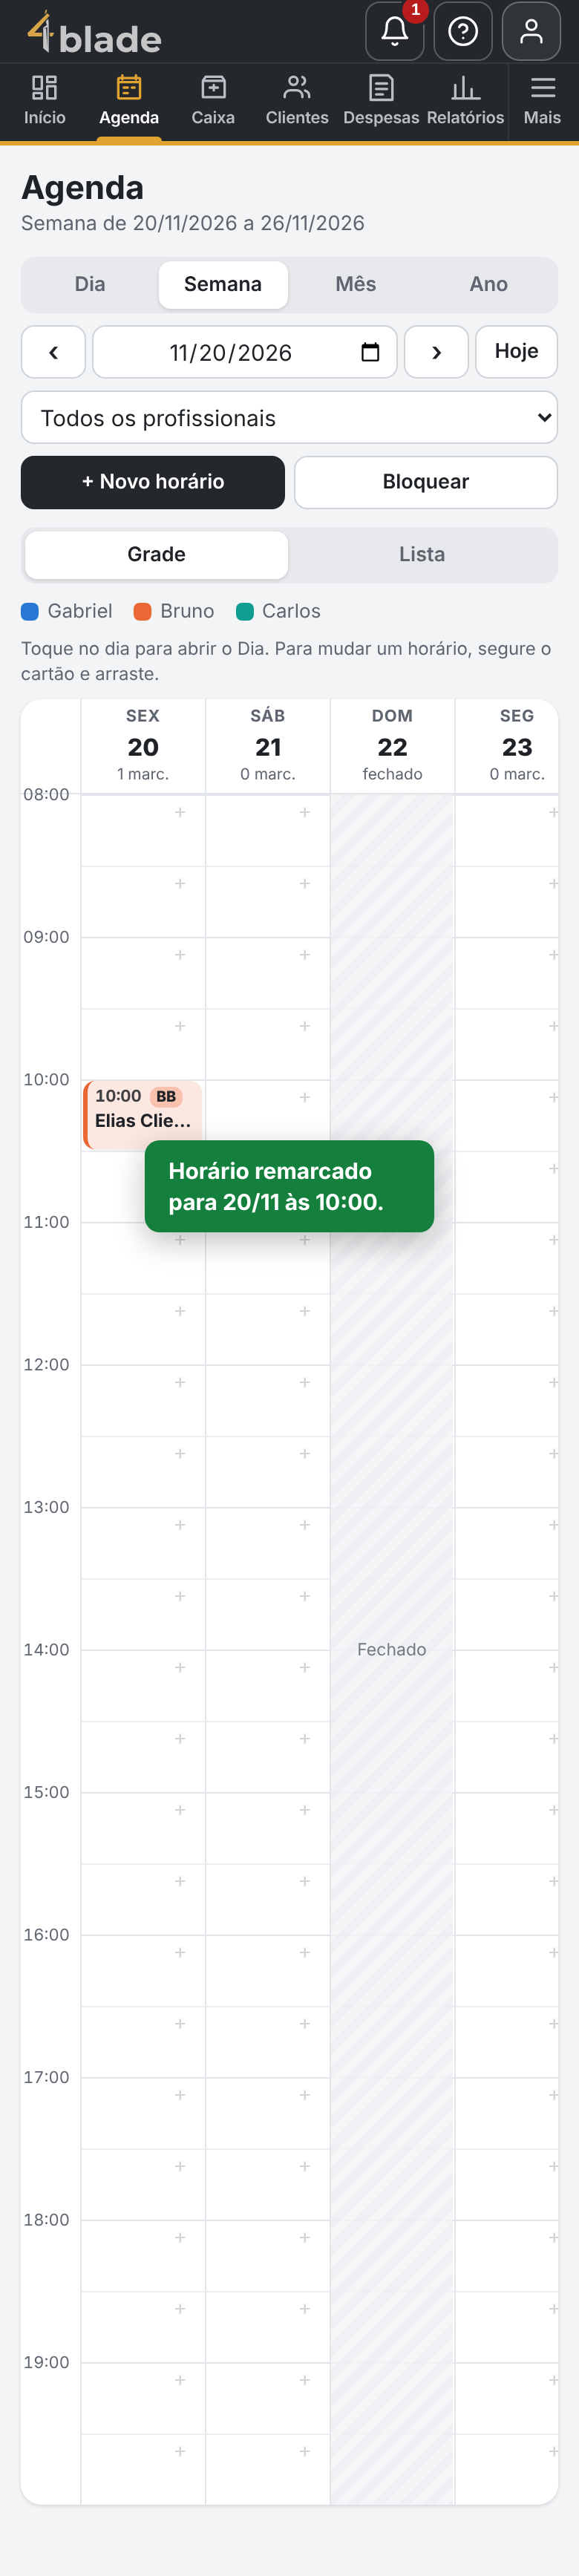 4blade
1
Início Agenda Caixa Clientes Despesas Relatórios Mais
Agenda
Semana de 20/11/2026 a 26/11/2026
Dia Semana Mês Ano
‹ 11/20/2026 › Hoje
Todos os profissionais
+ Novo horário Bloquear
Grade Lista
Gabriel Bruno Carlos
Toque no dia para abrir o Dia. Para mudar um horário, segure o
cartão e arraste.
SEX SÁB DOM SEG
20 21 22 23
1 marc. 0 marc. fechado 0 marc.
08:00
09:00
10:00
10:00 BB
Elias Clie...
Horário remarcado
para 20/11 às 10:00.
11:00
12:00
13:00
14:00 Fechado
15:00
16:00
17:00
18:00
19:00